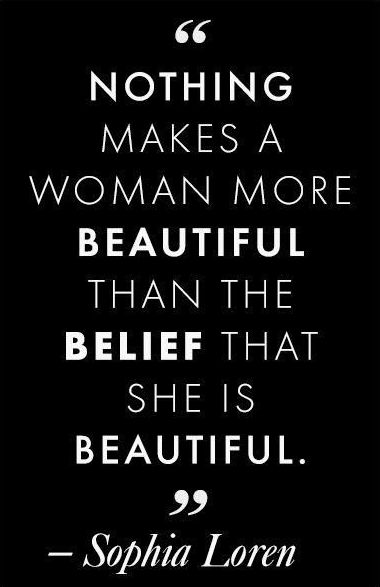 “
NOTHING
MAKES A
WOMAN MORE
BEAUTIFUL
THAN THE
BELIEF THAT
SHE IS
BEAUTIFUL.
”
– Sophia Loren